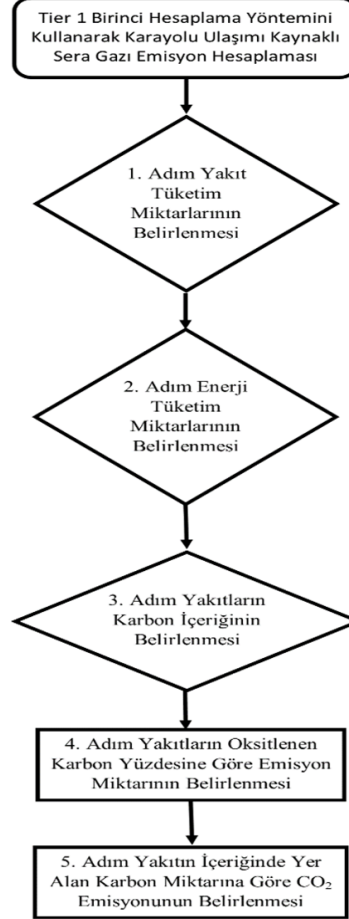 Tier 1 Birinci Hesaplama Yöntemini
Kullanarak Karayolu Ulaşımı Kaynaklı
Sera Gazı Emisyon Hesaplaması
1. Adım Yakıt
Tüketim
Miktarlarının
Belirlenmesi
2. Adım Enerji
Tüketim
Miktarlarının
Belirlenmesi
3. Adım Yakıtların
Karbon İçeriğinin
Belirlenmesi
4. Adım Yakıtların Oksitlenen
Karbon Yüzdesine Göre Emisyon
Miktarının Belirlenmesi
5. Adım Yakıtın İçeriğinde Yer
Alan Karbon Miktarına Göre CO₂
Emisyonunun Belirlenmesi